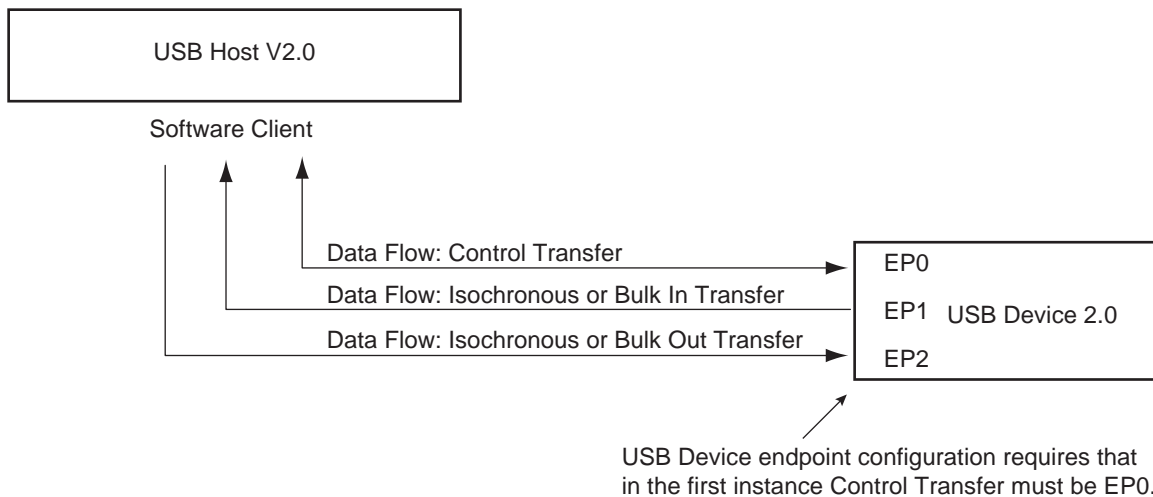 USB Host V2.0
Software Client
Data Flow: Control Transfer
Data Flow: Isochronous or Bulk In Transfer
Data Flow: Isochronous or Bulk Out Transfer
EP0
EP1
USB Device 2.0
EP2
USB Device endpoint configuration requires that
in the first instance Control Transfer must be EP0.